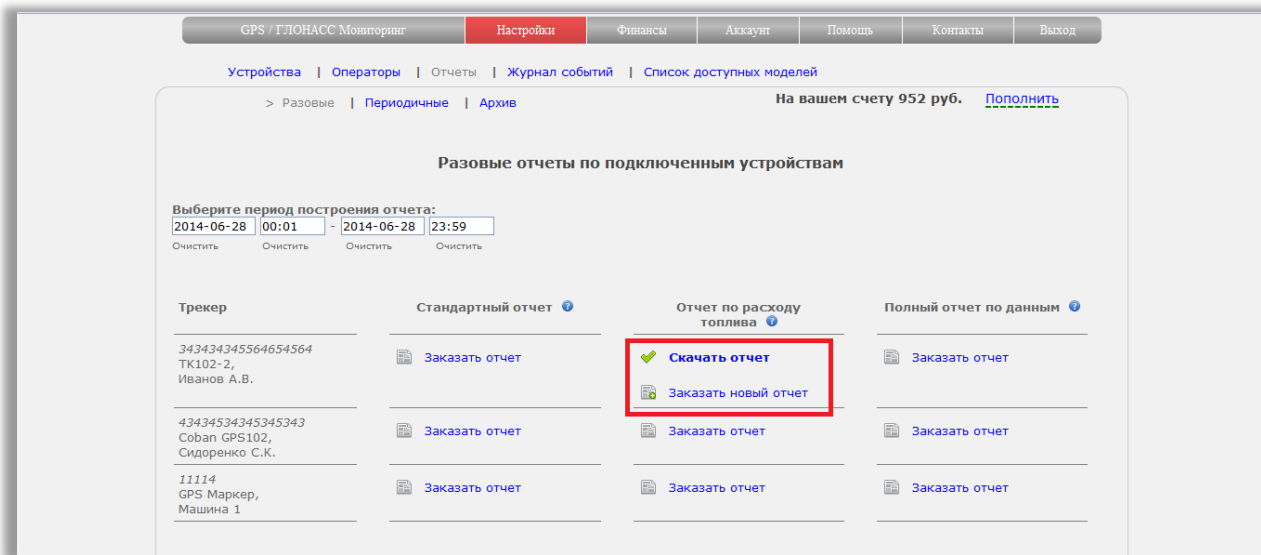 GPS / ГЛОНАСС Мониторинг Настройки Финансы Аккаунт Помощь Контакты Выход
Устройства | Операторы | Отчеты | Журнал событий | Список доступных моделей
> Разовые | Периодичные | Архив На вашем счету 952 руб. Пополнить
Разовые отчеты по подключенным устройствам
Выберите период построения отчета:
2014-06-28 00:01 - 2014-06-28 23:59
Очистить Очистить Очистить Очистить
Трекер Стандартный отчет ? Отчет по расходу Полный отчет по данным ?
топлива ?
343434345564654564
TK102-2, Заказать отчет Скачать отчет Заказать отчет
Иванов А.В.
Заказать новый отчет
43434534345345343
Coban GPS102, Заказать отчет Заказать отчет Заказать отчет
Сидоренко С.К.
11114
GPS Маркер, Заказать отчет Заказать отчет Заказать отчет
Машина 1